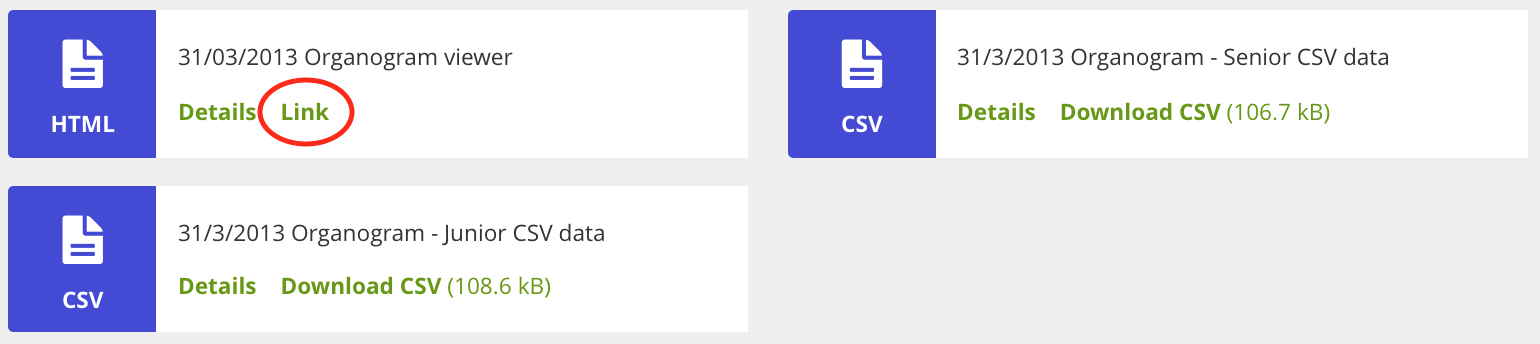 31/03/2013 Organogram viewer
Details Link
HTML
31/3/2013 Organogram - Senior CSV data
Details Download CSV (106.7 kB)
CSV
31/3/2013 Organogram - Junior CSV data
Details Download CSV (108.6 kB)
CSV